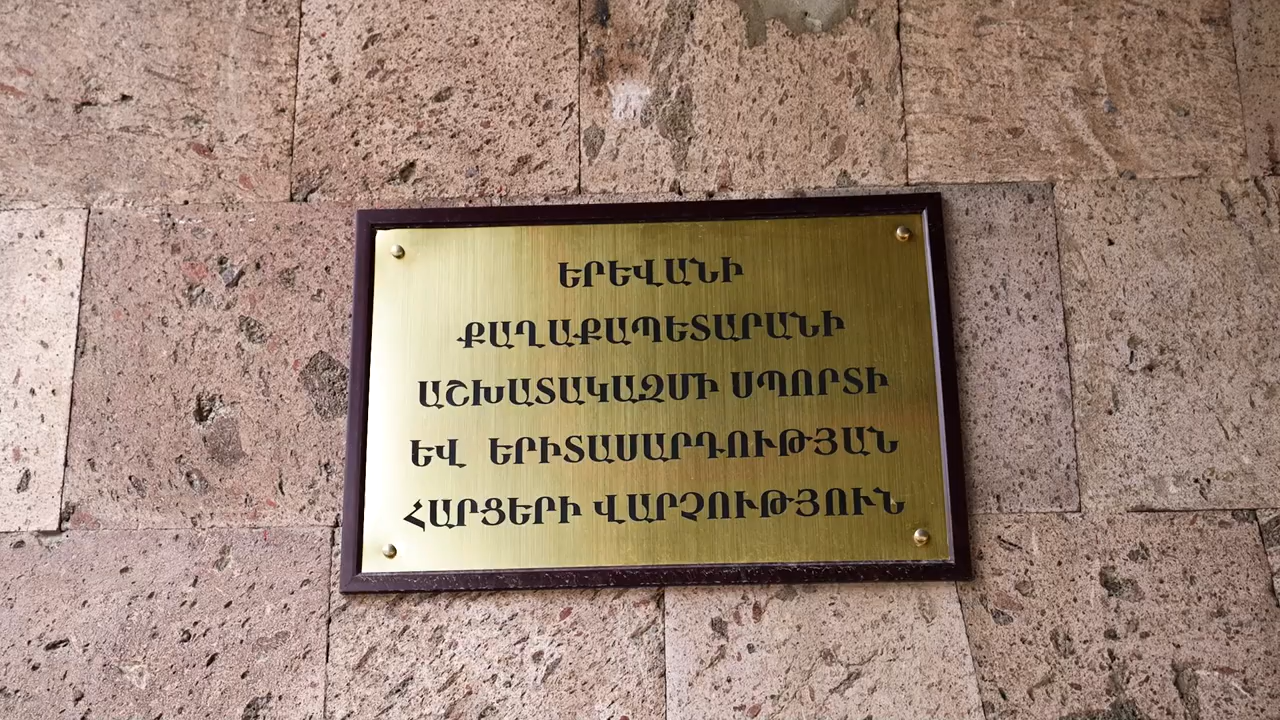 ԵՐԵՎԱՆԻ
ՔԱՂԱՔԱՊԵՏԱՐԱՆԻ
ԱՇԽԱՏԱԿԱԶՄԻ ՍՊՈՐՏԻ
ԵՎ ԵՐԻՏԱՍԱՐԴՈՒԹՅԱՆ
ՀԱՐՑԵՐԻ ՎԱՐՉՈՒԹՅՈՒՆ